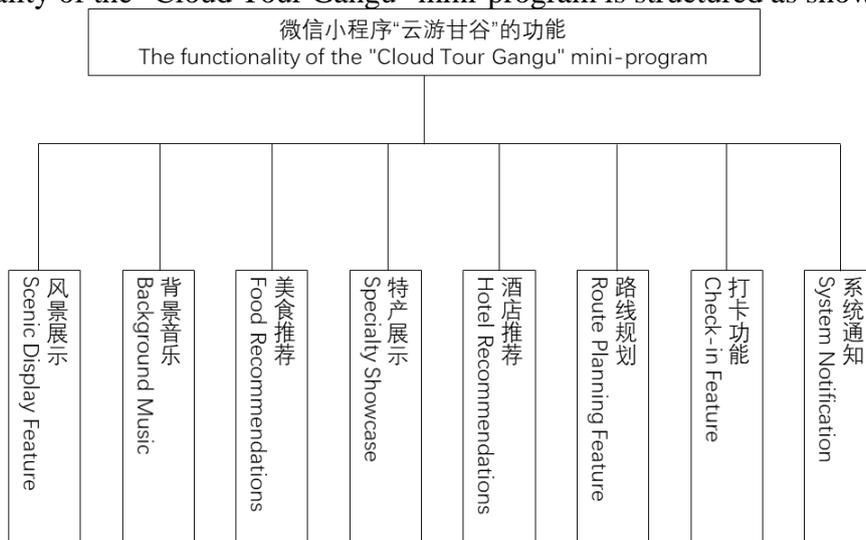 ality of the "Cloud Tour Gangu" mini-program is structured as show
微信小程序“云游甘谷”的功能
The functionality of the "Cloud Tour Gangu" mini-program
风景展示
Scenic Display Feature
背景音乐
Background Music
美食推荐
Food Recommendations
特产展示
Specialty Showcase
酒店推荐
Hotel Recommendations
路线规划
Route Planning Feature
打卡功能
Check-in Feature
系统通知
System Notification